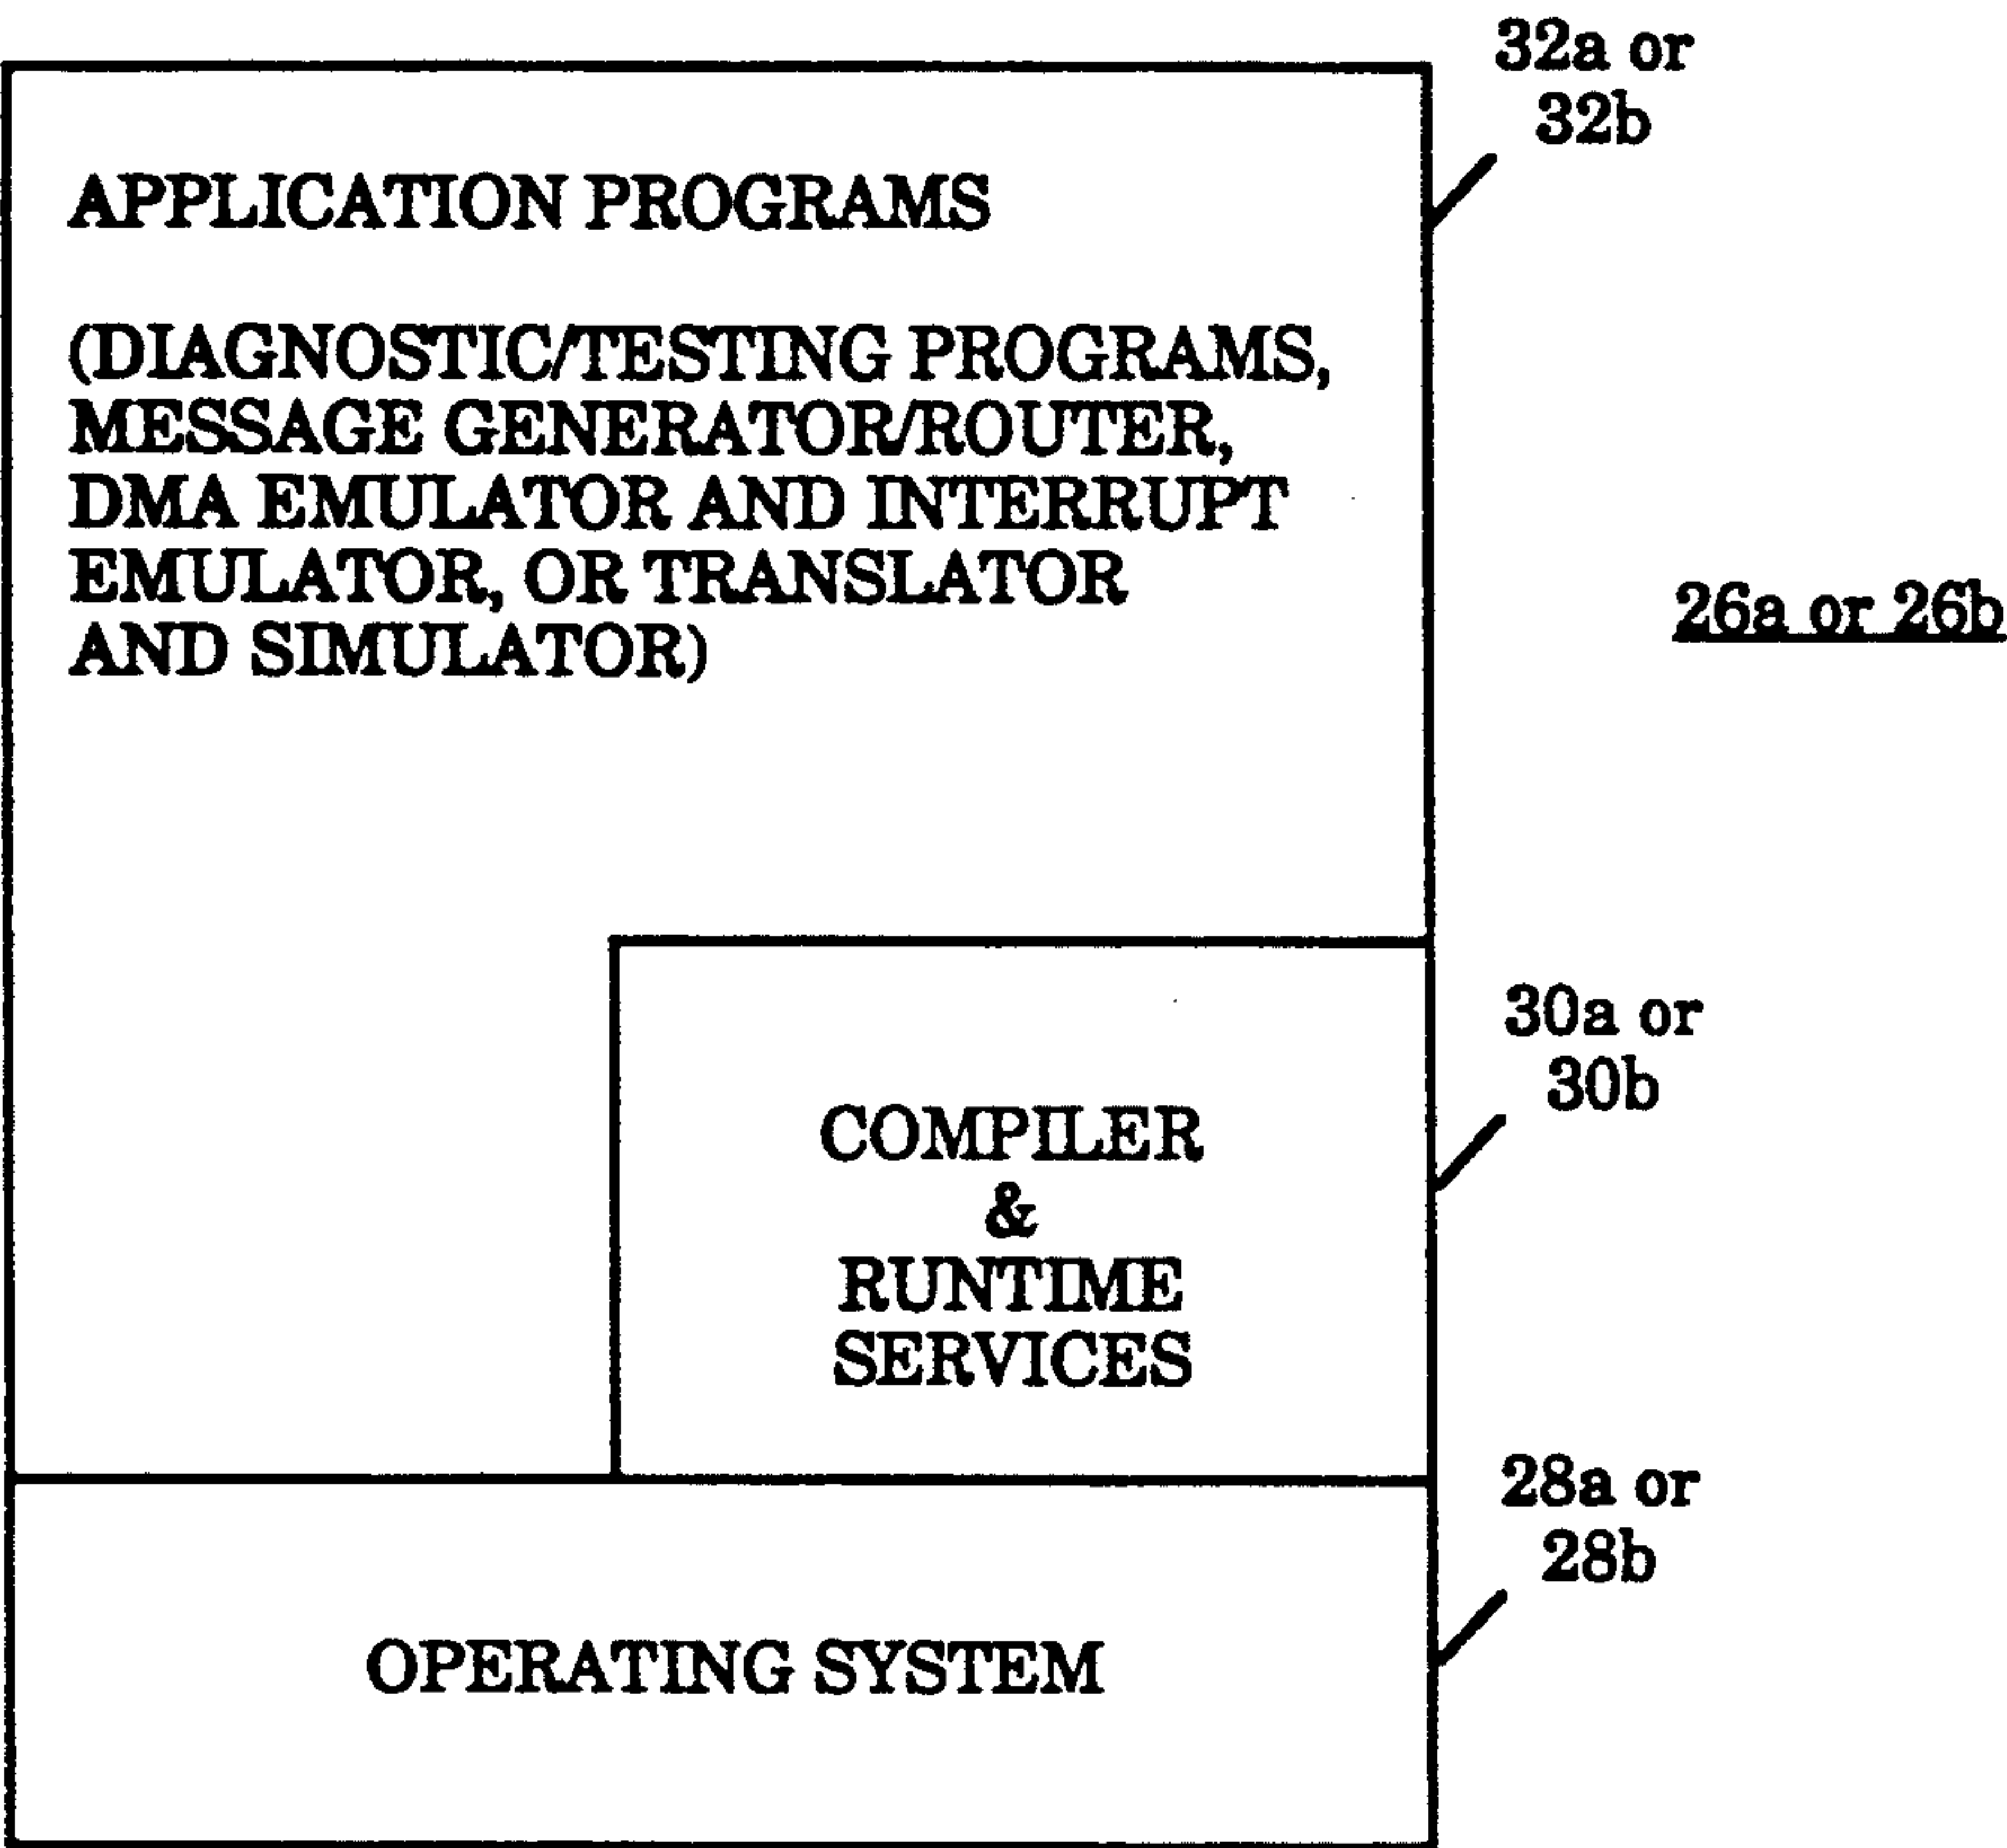 32a or
32b
APPLICATION PROGRAMS
(DIAGNOSTIC/TESTING PROGRAMS,
MESSAGE GENERATOR/ROUTER,
DMA EMULATOR AND INTERRUPT
EMULATOR, OR TRANSLATOR
AND SIMULATOR)
26a or 26b
30a or
30b
COMPILER
&
RUNTIME
SERVICES
28a or
28b
OPERATING SYSTEM